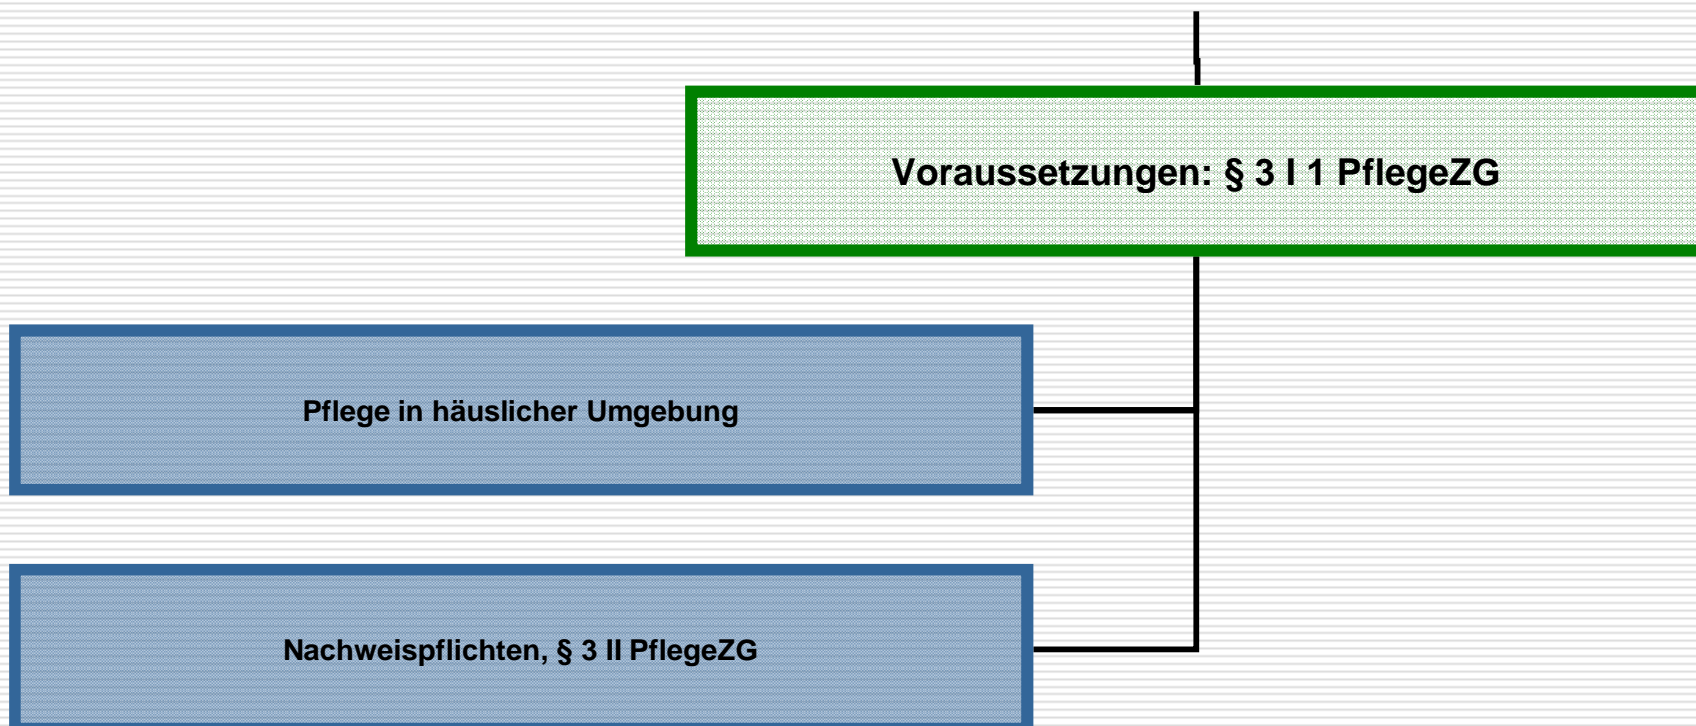 Voraussetzungen: § 3 I 1 PflegeZG
Pflege in häuslicher Umgebung
Nachweispflichten, § 3 II PflegeZG